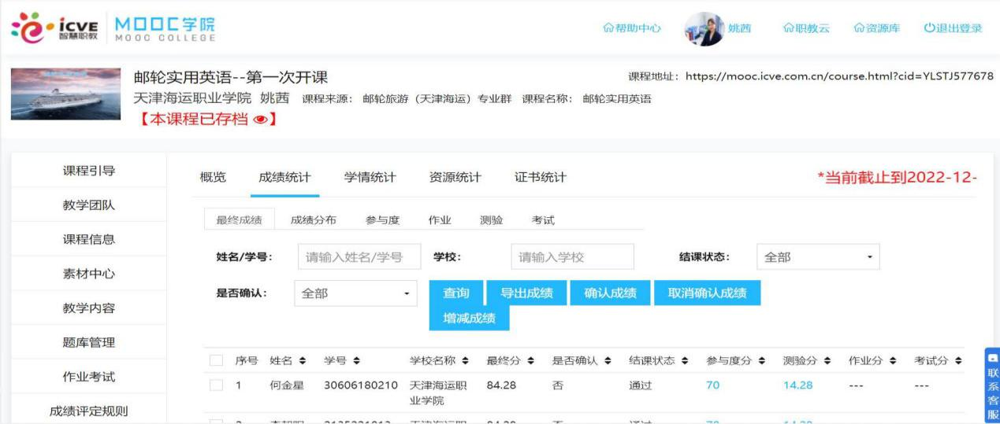 icve 智慧职教 MOOC学院 MOOC COLLEGE 帮助中心 姚茜 职教云 资源库 退出登录
邮轮实用英语--第一次开课 课程地址: https://mooc.icve.com.cn/course.html?cid=YLSTJ577678
天津海运职业学院 姚茜 课程来源: 邮轮旅游（天津海运）专业群 课程名称: 邮轮实用英语
【本课程已存档】
课程引导
教学团队
课程信息
素材中心
教学内容
题库管理
作业考试
成绩评定规则
概览 成绩统计 学情统计 资源统计 证书统计 *当前截止到2022-12-
最终成绩 成绩分布 参与度 作业 测验 考试
姓名/学号: 请输入姓名/学号 学校: 请输入学校 结课状态: 全部
是否确认: 全部 查询 导出成绩 确认成绩 取消确认成绩
增减成绩
序号 姓名 学号 学校名称 最终分 是否确认 结课状态 参与度分 测验分 作业分 考试分
1 何金星 30606180210 天津海运职 84.28 否 通过 70 14.28 --- ---
业学院
联系客服